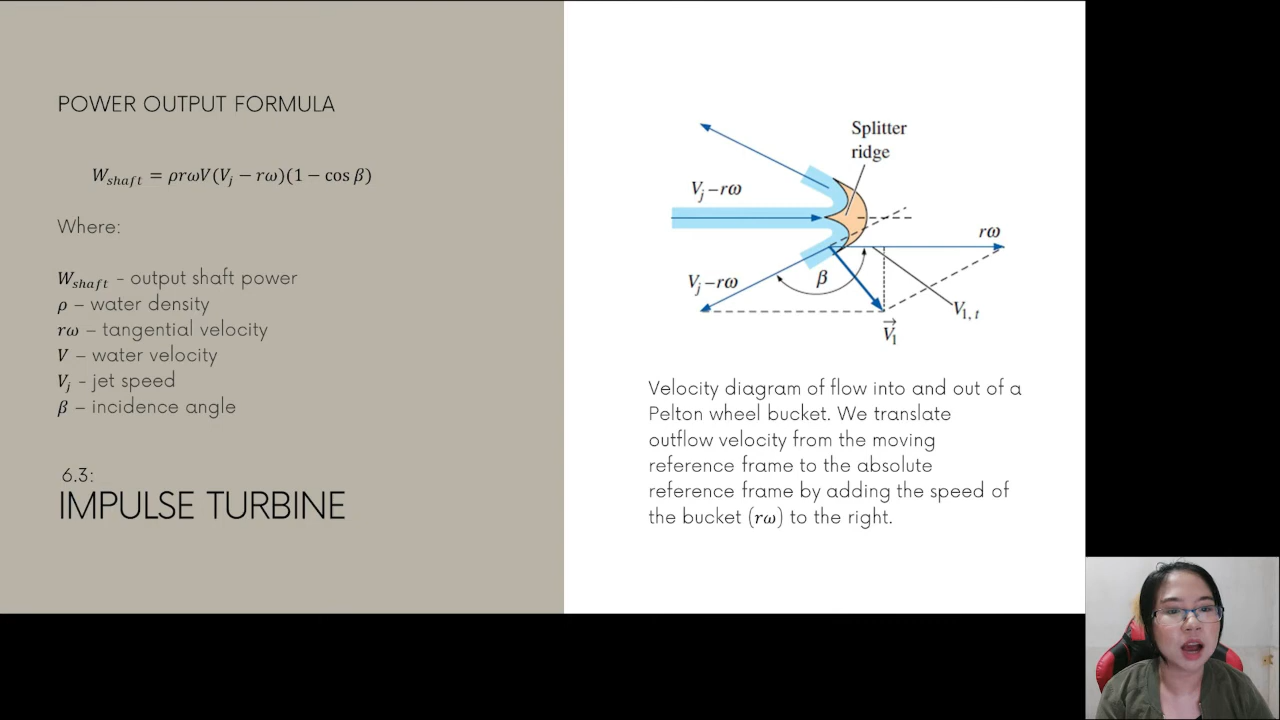 POWER OUTPUT FORMULA
W_shaft = ρrωV(V_j − rω)(1 − cos β)
Where:
W_shaft - output shaft power
ρ – water density
rω – tangential velocity
V – water velocity
V_j - jet speed
β – incidence angle
6.3:
IMPULSE TURBINE
Splitter
ridge
V_j–rω
rω
V_j–rω
β
V_1, t
V⃗_1
Velocity diagram of flow into and out of a
Pelton wheel bucket. We translate
outflow velocity from the moving
reference frame to the absolute
reference frame by adding the speed of
the bucket (rω) to the right.